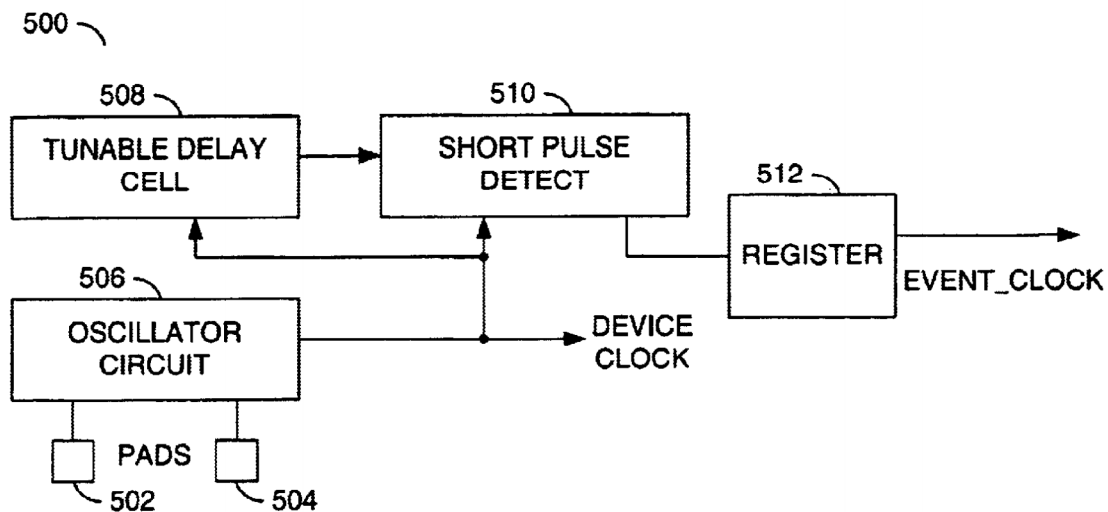 500
508
TUNABLE DELAY
CELL
510
SHORT PULSE
DETECT
512
REGISTER
EVENT_CLOCK
506
OSCILLATOR
CIRCUIT
DEVICE
CLOCK
PADS
502
504